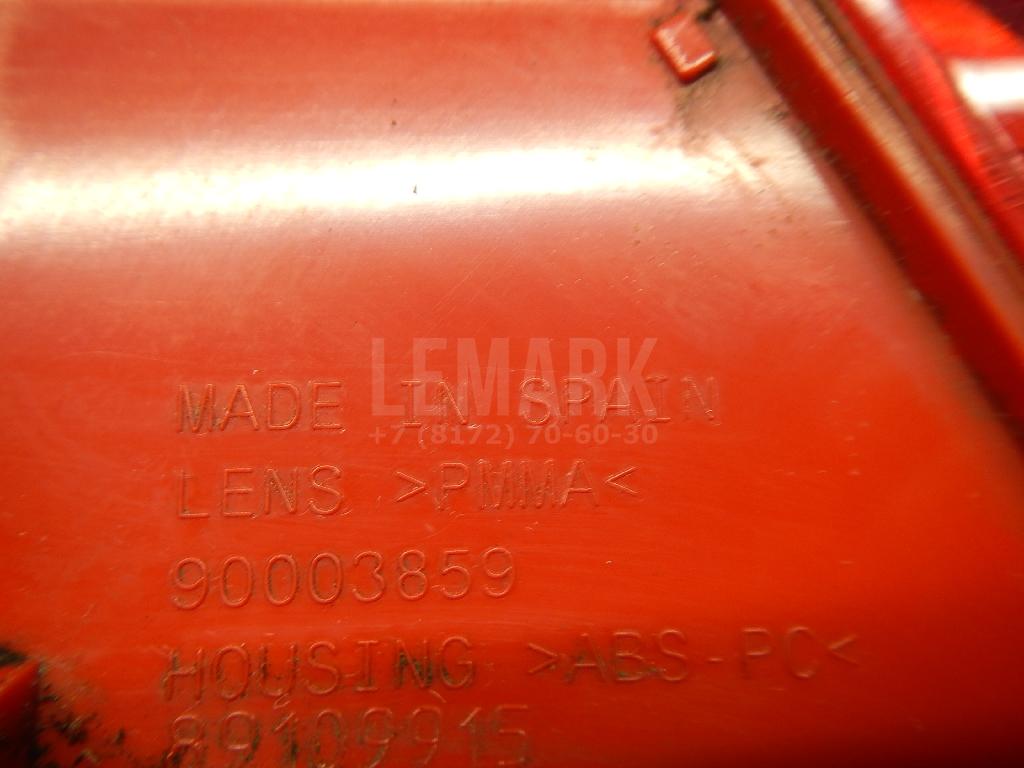 LEMARK
+7 (8172) 70-60-30
MADE IN SPAIN
LENS >PMMA<
90003859
HOUSING >ABS-PC<
89109915